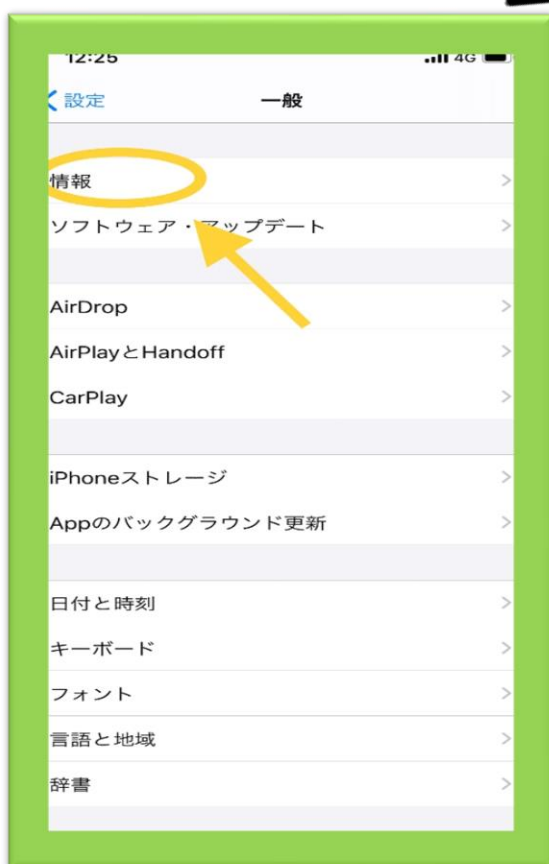 12:25 4G
設定 一般
情報
ソフトウェア・アップデート
AirDrop
AirPlayとHandoff
CarPlay
iPhoneストレージ
Appのバックグラウンド更新
日付と時刻
キーボード
フォント
言語と地域
辞書